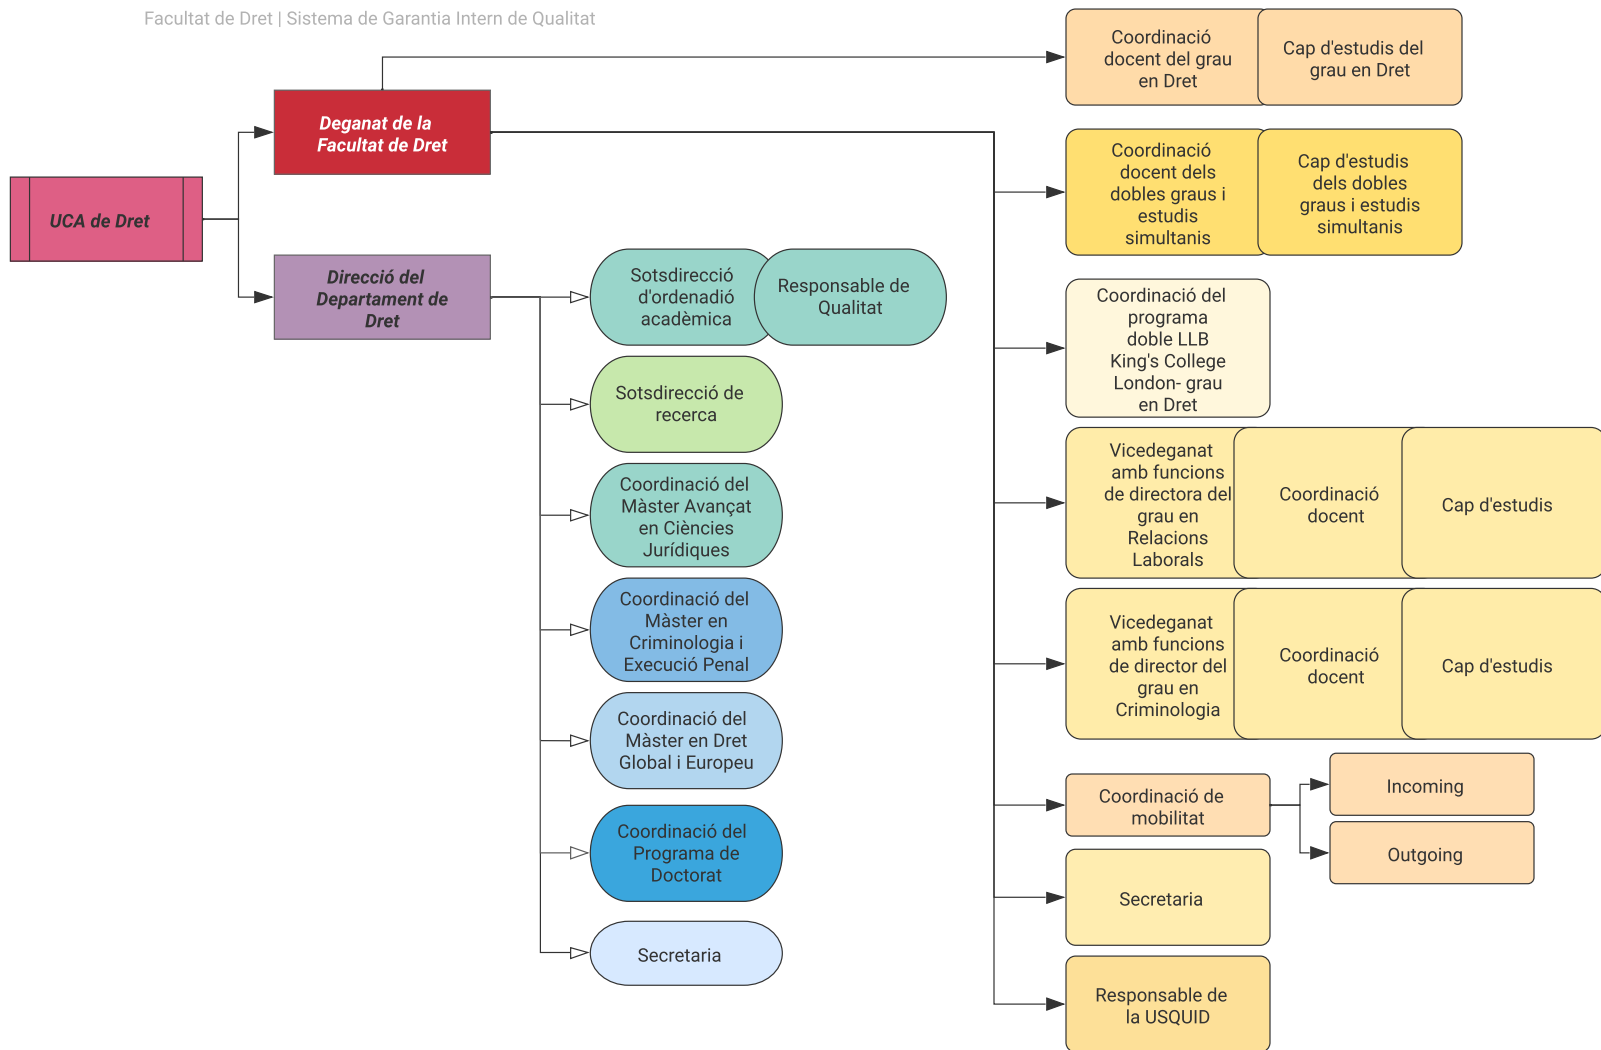 Facultat de Dret | Sistema de Garantia Intern de Qualitat
UCA de Dret
Deganat de la
Facultat de Dret
Direcció del
Departament de
Dret
Sotsdirecció
d'ordenadió
acadèmica
Responsable de
Qualitat
Sotsdirecció de
recerca
Coordinació del
Màster Avançat
en Ciències
Jurídiques
Coordinació del
Màster en
Criminologia i
Execució Penal
Coordinació del
Màster en Dret
Global i Europeu
Coordinació del
Programa de
Doctorat
Secretaria
Coordinació
docent del grau
en Dret
Cap d'estudis del
grau en Dret
Coordinació
docent dels
dobles graus i
estudis
simultanis
Cap d'estudis
dels dobles
graus i estudis
simultanis
Coordinació del
programa
doble LLB
King's College
London- grau
en Dret
Vicedeganat
amb funcions
de directora del
grau en
Relacions
Laborals
Coordinació
docent
Cap d'estudis
Vicedeganat
amb funcions
de director del
grau en
Criminologia
Coordinació
docent
Cap d'estudis
Coordinació de
mobilitat
Incoming
Outgoing
Secretaria
Responsable de
la USQUID